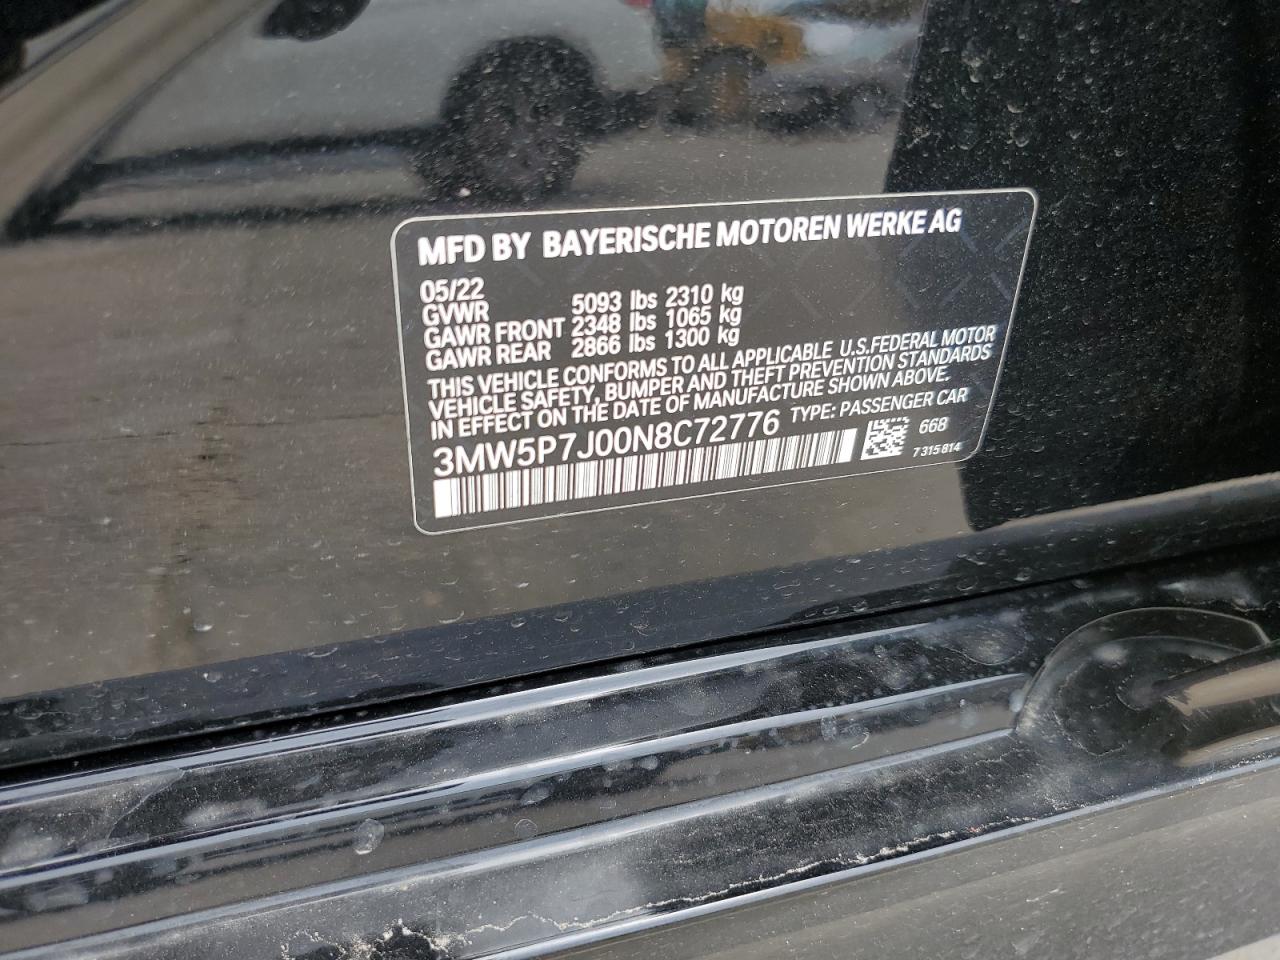 MFD BY BAYERISCHE MOTOREN WERKE AG
05/22
GVWR 5093 lbs 2310 kg
GAWR FRONT 2348 lbs 1065 kg
GAWR REAR 2866 lbs 1300 kg
THIS VEHICLE CONFORMS TO ALL APPLICABLE U.S.FEDERAL MOTOR
VEHICLE SAFETY, BUMPER AND THEFT PREVENTION STANDARDS
IN EFFECT ON THE DATE OF MANUFACTURE SHOWN ABOVE.
3MW5P7J00N8C72776 TYPE: PASSENGER CAR
668
7 315 814